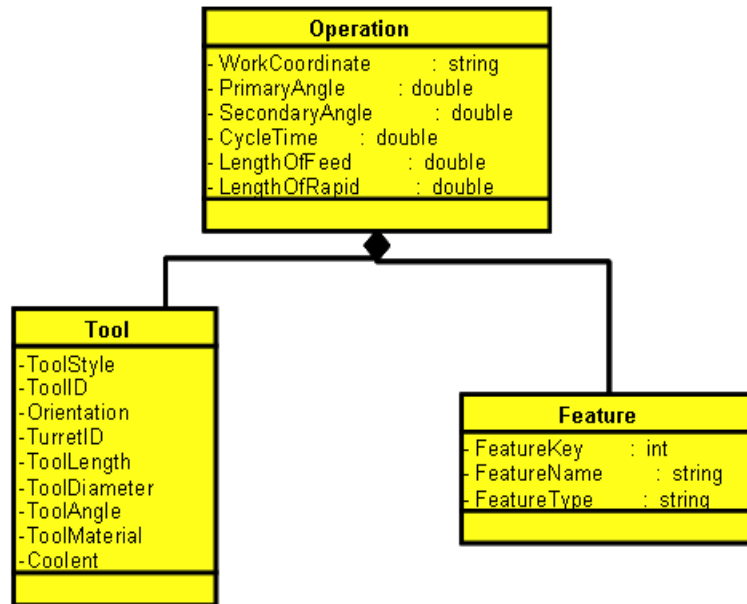 Operation
- WorkCoordinate : string
- PrimaryAngle : double
- SecondaryAngle : double
- CycleTime : double
- LengthOfFeed : double
- LengthOfRapid : double
Tool
-ToolStyle
-ToolID
-Orientation
-TurretID
-ToolLength
-ToolDiameter
-ToolAngle
-ToolMaterial
-Coolent
Feature
- FeatureKey : int
- FeatureName : string
- FeatureType : string